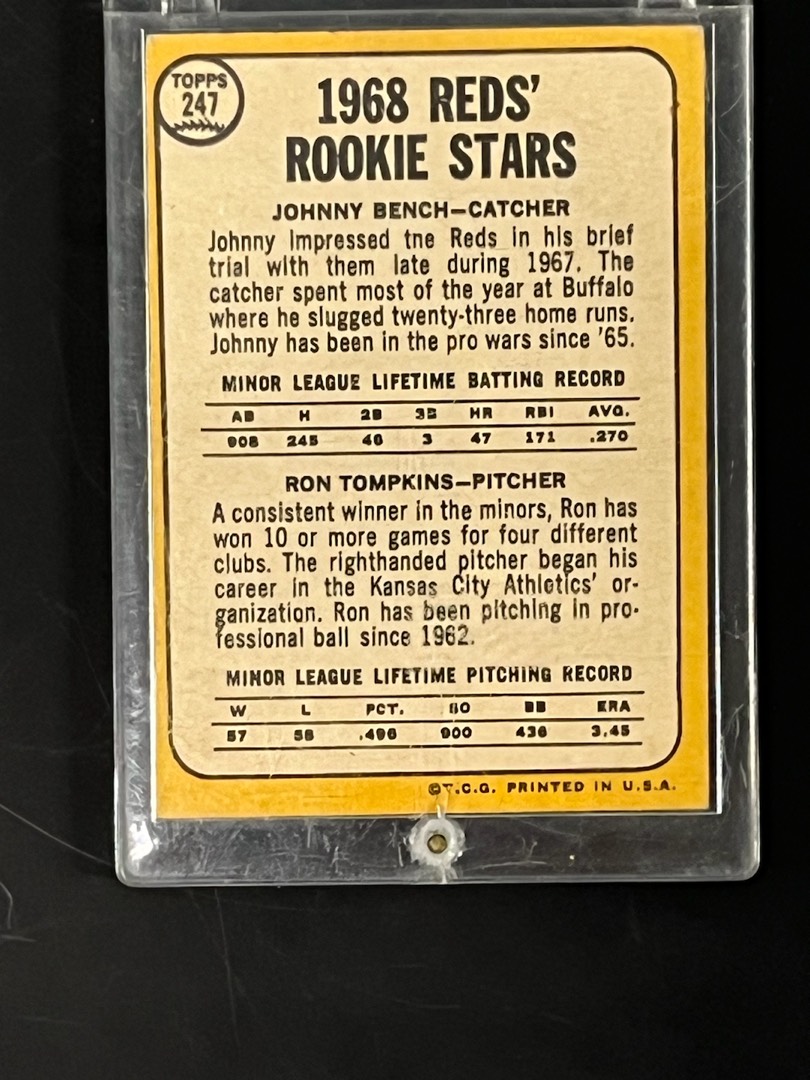 TOPPS
247
1968 REDS'
ROOKIE STARS
JOHNNY BENCH—CATCHER
Johnny impressed tne Reds in his brief
trial with them late during 1967. The
catcher spent most of the year at Buffalo
where he slugged twenty-three home runs.
Johnny has been in the pro wars since '65.
MINOR LEAGUE LIFETIME BATTING RECORD
AB H 2B 3B HR RBI AVG.
908 245 40 3 47 171 .270
RON TOMPKINS—PITCHER
A consistent winner in the minors, Ron has
won 10 or more games for four different
clubs. The righthanded pitcher began his
career in the Kansas City Athletics' or-
ganization. Ron has been pitching in pro-
fessional ball since 1962.
MINOR LEAGUE LIFETIME PITCHING RECORD
W L PCT. SO BB ERA
57 58 .496 900 436 3.45
©T.C.G. PRINTED IN U.S.A.